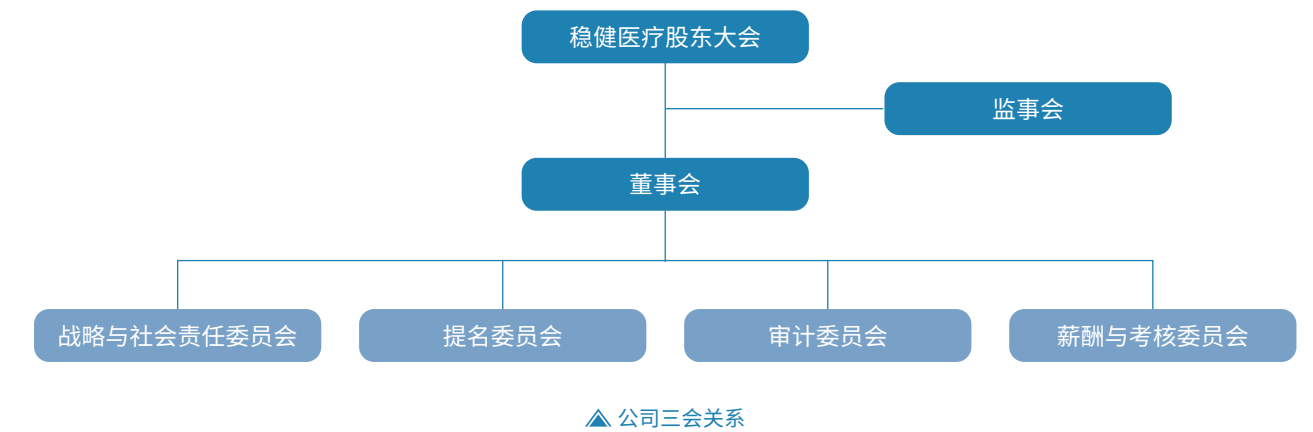 稳健医疗股东大会
监事会
董事会
战略与社会责任委员会
提名委员会
审计委员会
薪酬与考核委员会
公司三会关系